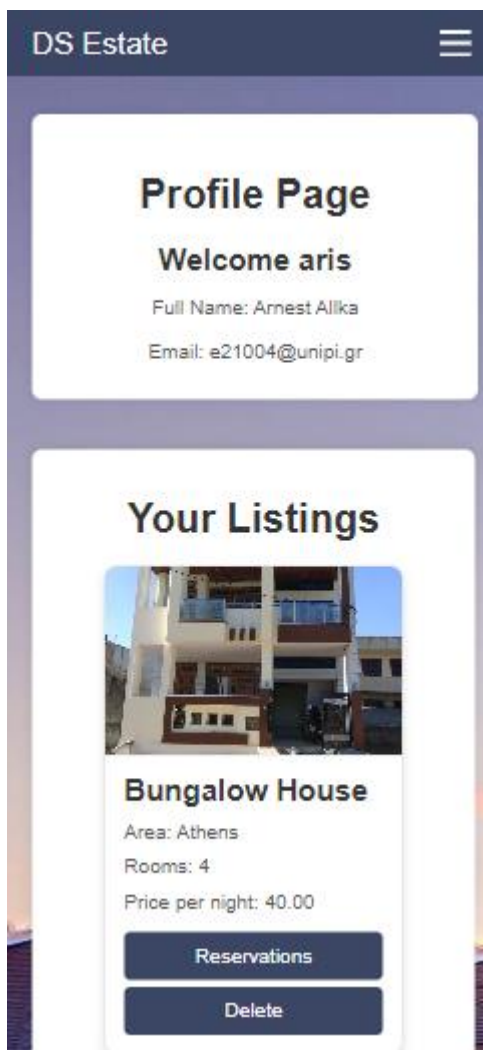 DS Estate
Profile Page
Welcome aris
Full Name: Arnest Allka
Email: e21004@unipi.gr
Your Listings
Bungalow House
Area: Athens
Rooms: 4
Price per night: 40.00
Reservations
Delete